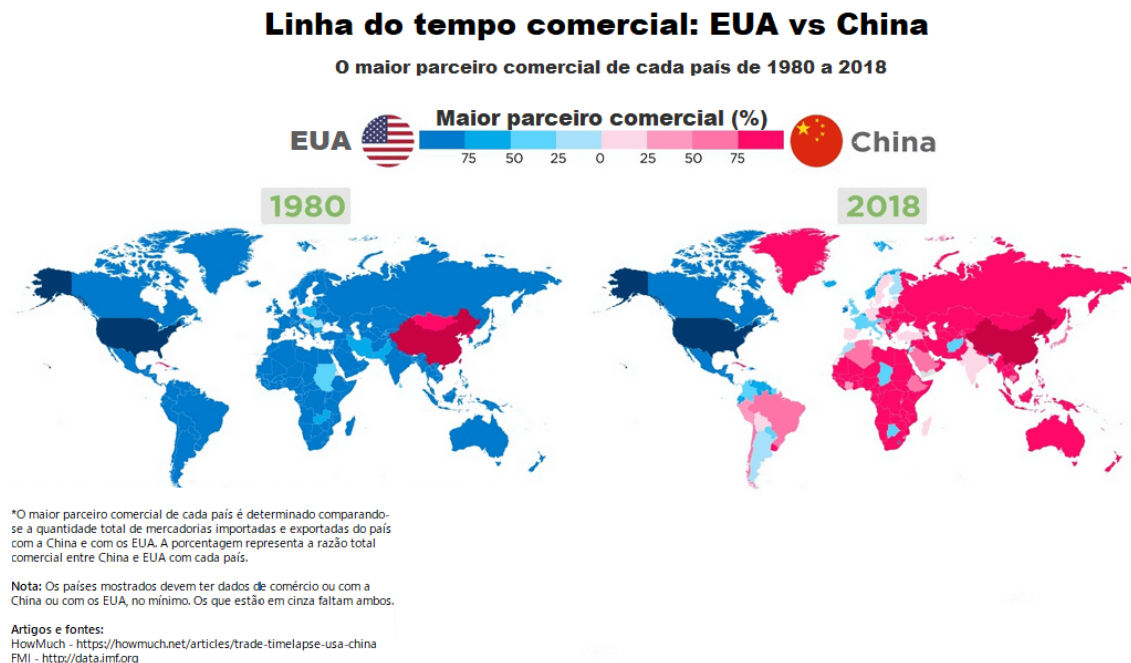 Linha do tempo comercial: EUA vs China
O maior parceiro comercial de cada país de 1980 a 2018
Maior parceiro comercial (%)
EUA
China
75 50 25 0 25 50 75
1980
2018
*O maior parceiro comercial de cada país é determinado comparando-
se a quantidade total de mercadorias importadas e exportadas do país
com a China e com os EUA. A porcentagem representa a razão total
comercial entre China e EUA com cada país.
Nota: Os países mostrados devem ter dados de comércio ou com a
China ou com os EUA, no mínimo. Os que estão em cinza faltam ambos.
Artigos e fontes:
HowMuch - https://howmuch.net/articles/trade-timelapse-usa-china
FMI - http://data.imf.org